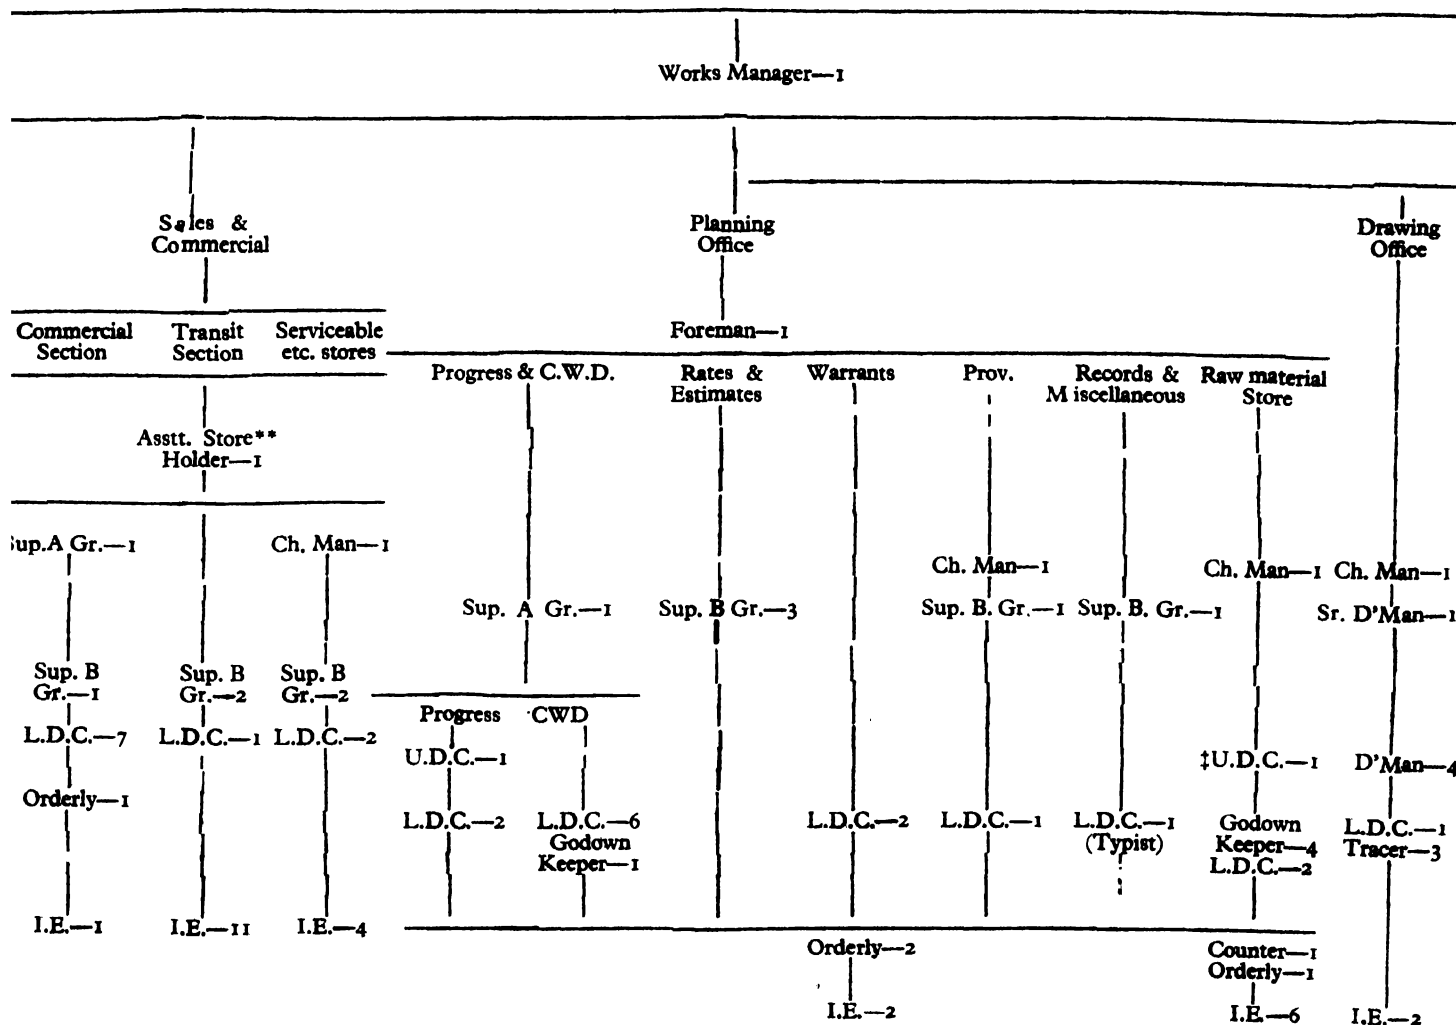 Works Manager—1
Sales &
Commercial
Planning
Office
Drawing
Office
Commercial
Section
Transit
Section
Serviceable
etc. stores
Foreman—1
Progress & C.W.D.
Rates &
Estimates
Warrants
Prov.
Records &
Miscellaneous
Raw material
Store
Asstt. Store**
Holder—1
Sup.A Gr.—1
Ch. Man—1
Sup. A Gr.—1
Sup. B Gr.—3
Ch. Man—1
Sup. B. Gr.—1
Sup. B. Gr.—1
Ch. Man—1
Ch. Man—1
Sr. D'Man—1
Sup. B
Gr.—1
Sup. B
Gr.—2
Sup. B
Gr.—2
L.D.C.—7
L.D.C.—1
L.D.C.—2
Progress
CWD
U.D.C.—1
‡U.D.C.—1
D'Man—4
Orderly—1
L.D.C.—2
L.D.C.—6
Godown
Keeper—1
L.D.C.—2
L.D.C.—1
L.D.C.—1
(Typist)
Godown
Keeper—4
L.D.C.—2
L.D.C.—1
Tracer—3
I.E.—1
I.E.—11
I.E.—4
Orderly—2
Counter—1
Orderly—1
I.E.—2
I.E.—6
I.E.—2